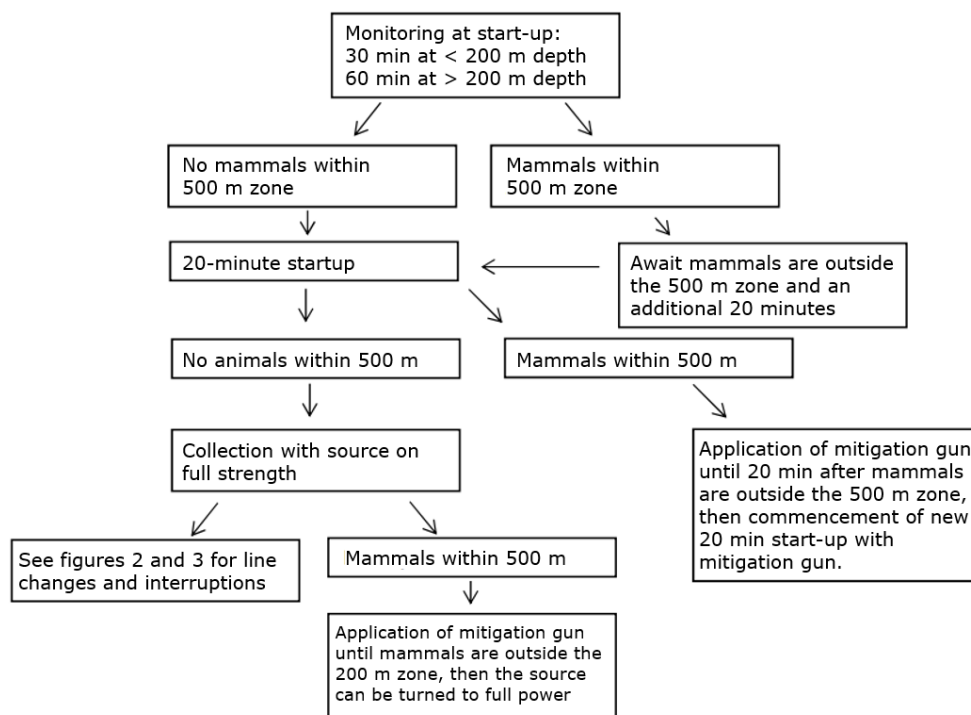 Monitoring at start-up:
30 min at < 200 m depth
60 min at > 200 m depth
No mammals within
500 m zone
Mammals within
500 m zone
20-minute startup
Await mammals are outside
the 500 m zone and an
additional 20 minutes
No animals within 500 m
Mammals within 500 m
Collection with source on
full strength
Application of mitigation gun
until 20 min after mammals
are outside the 500 m zone,
then commencement of new
20 min start-up with
mitigation gun.
See figures 2 and 3 for line
changes and interruptions
Mammals within 500 m
Application of mitigation gun
until mammals are outside the
200 m zone, then the source
can be turned to full power